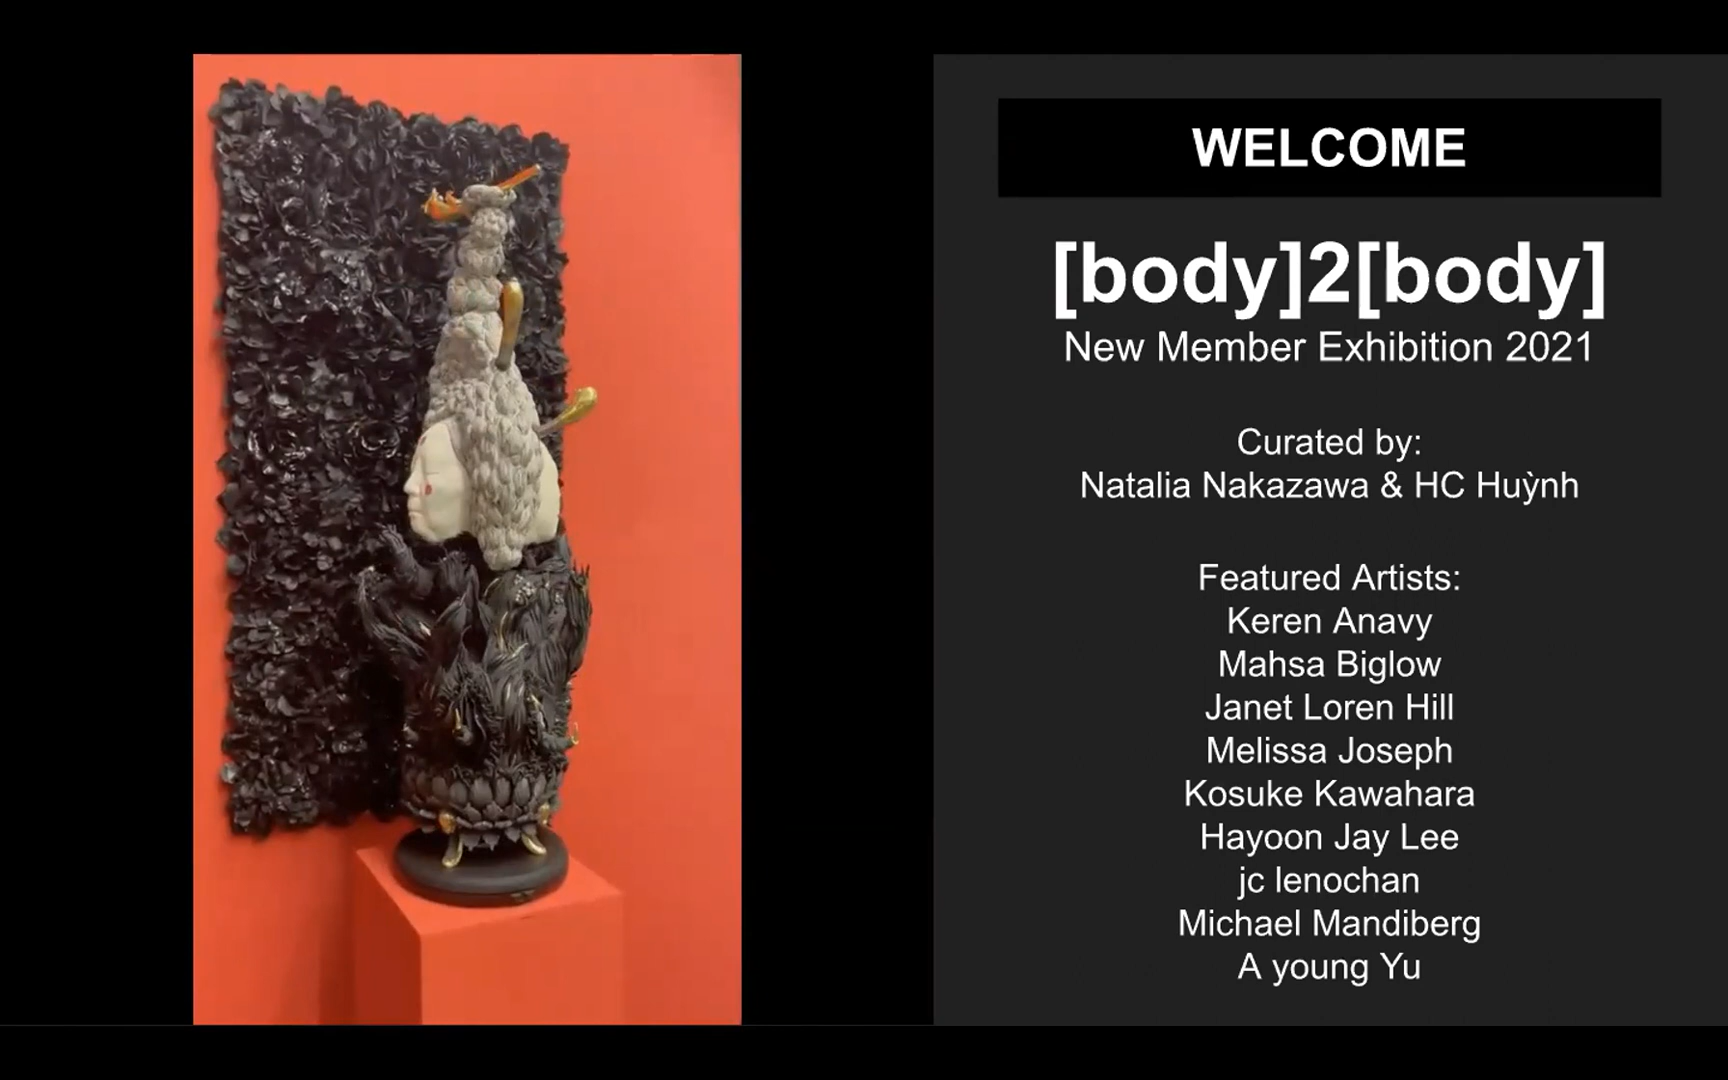 WELCOME
[body]2[body]
New Member Exhibition 2021
Curated by:
Natalia Nakazawa & HC Huỳnh
Featured Artists:
Keren Anavy
Mahsa Biglow
Janet Loren Hill
Melissa Joseph
Kosuke Kawahara
Hayoon Jay Lee
jc lenochan
Michael Mandiberg
A young Yu